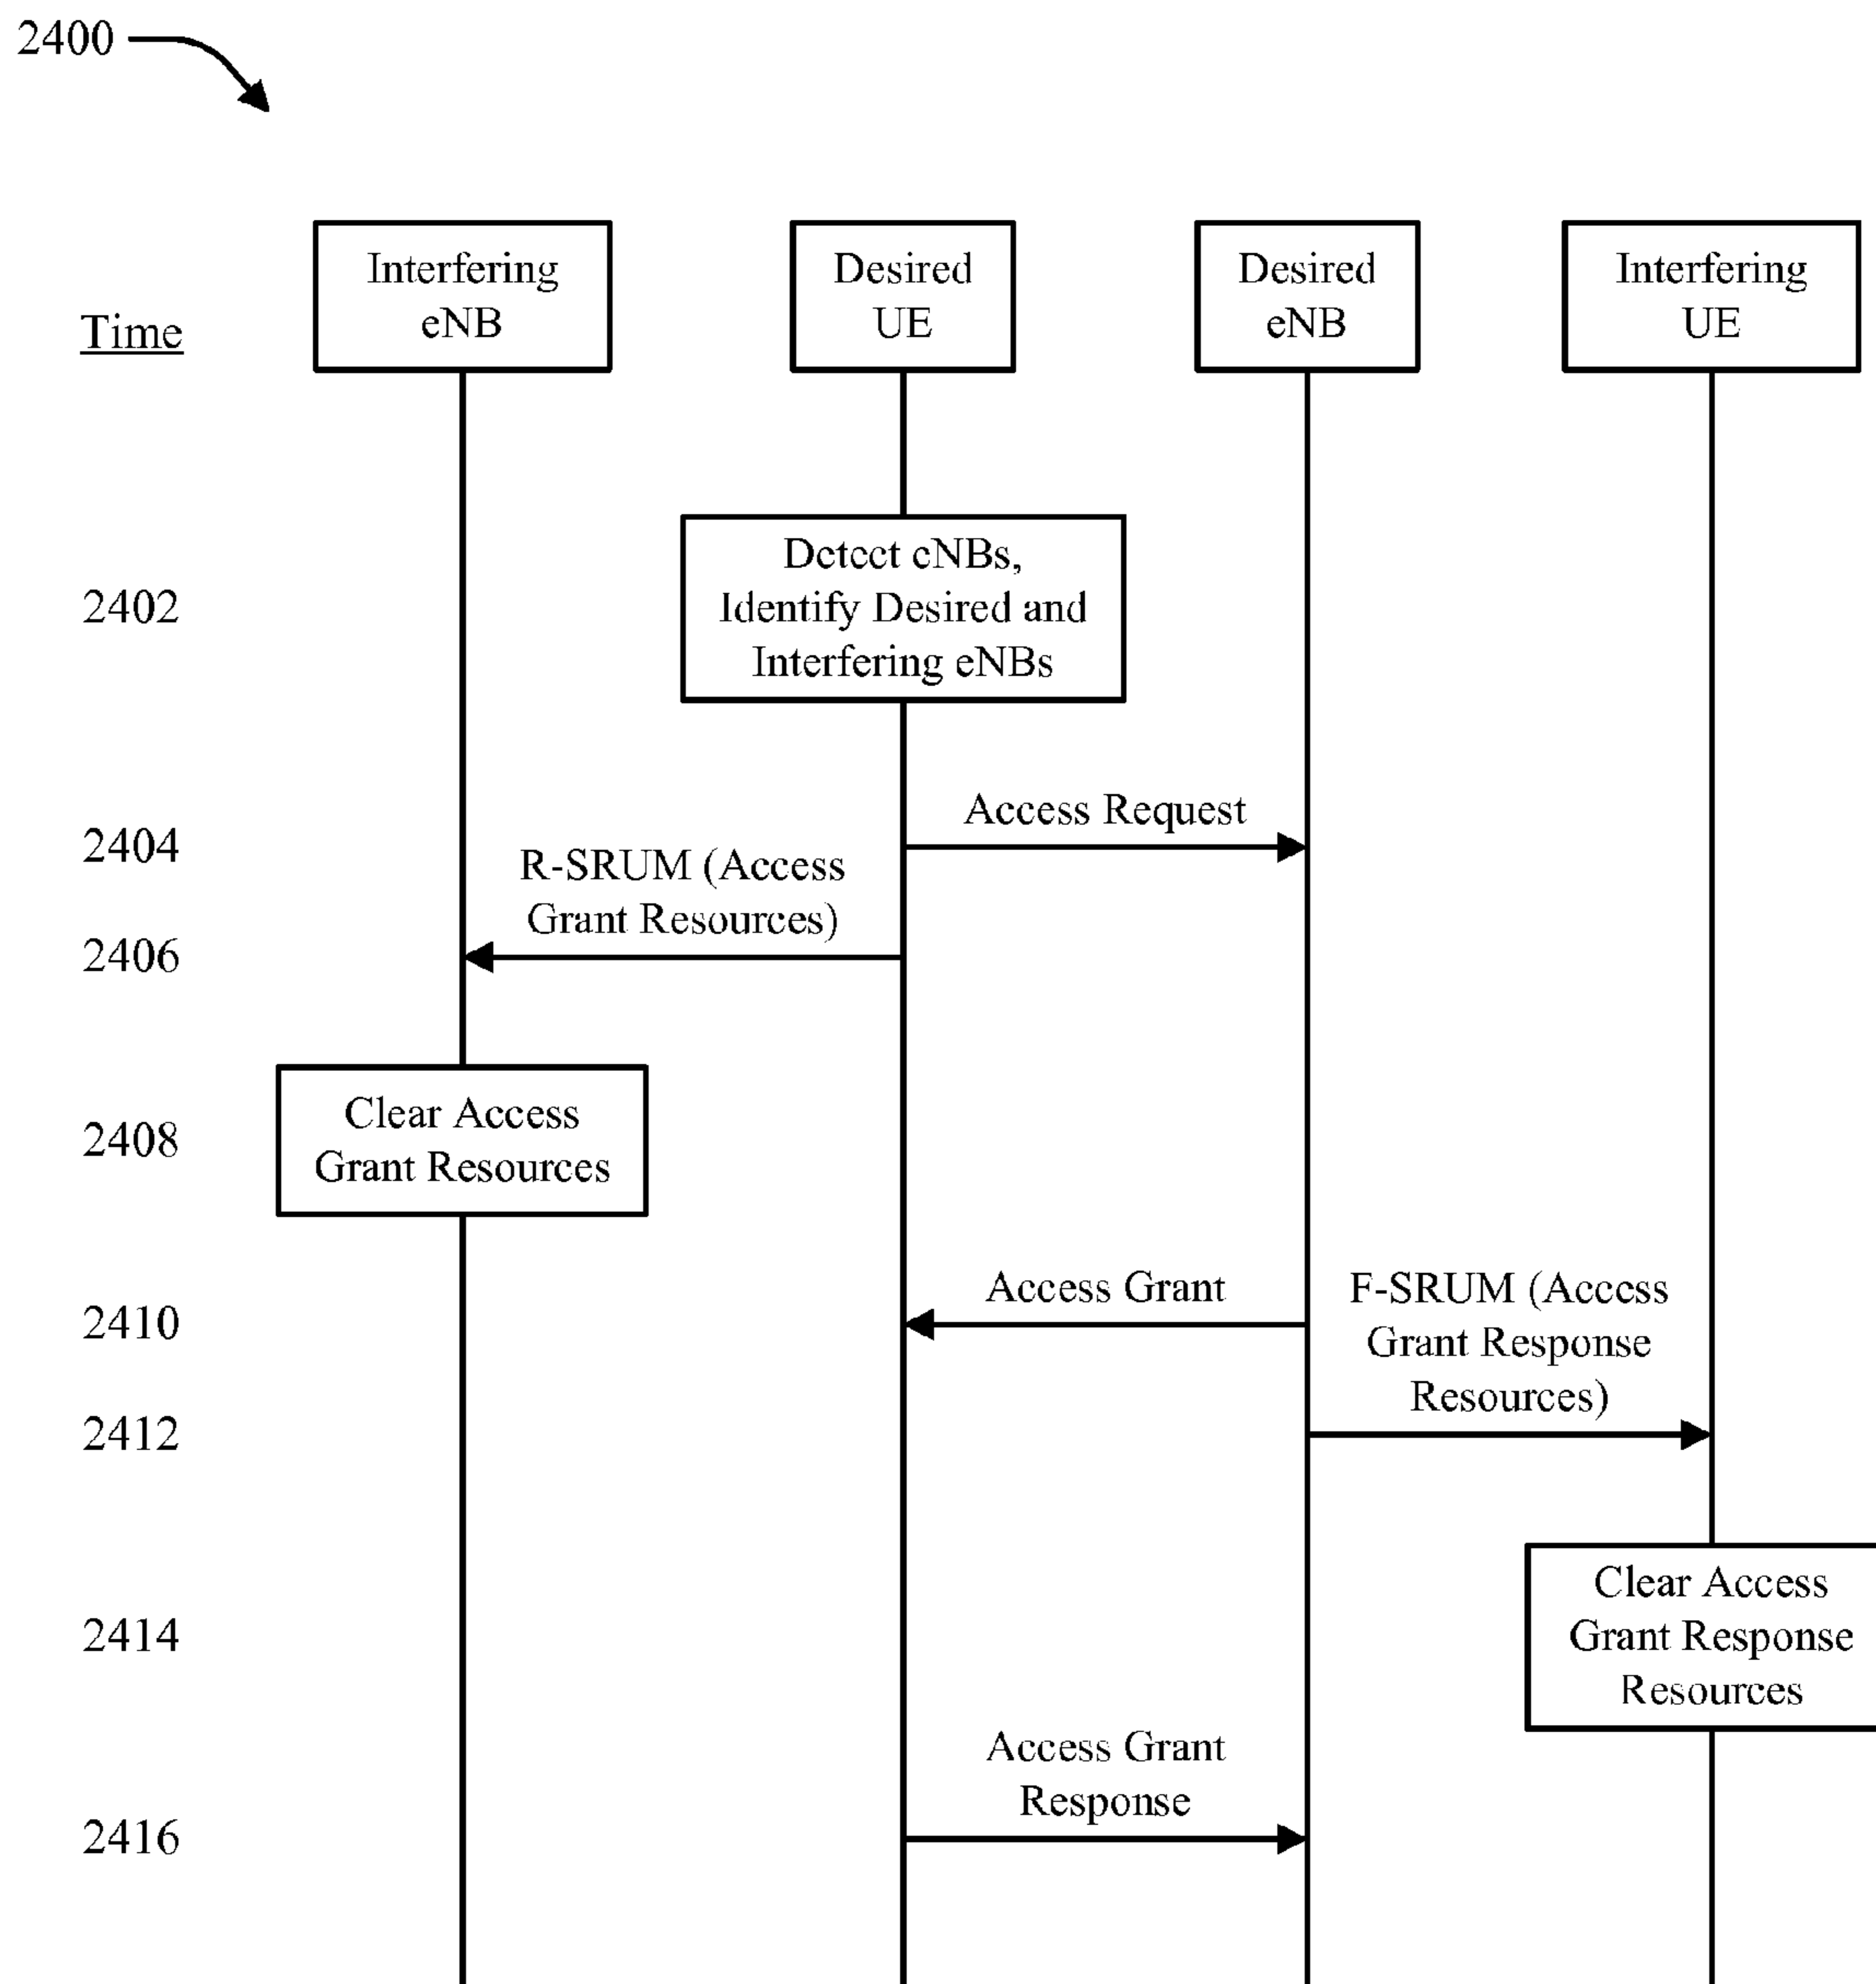 2400
Interfering
eNB
Desired
UE
Desired
eNB
Interfering
UE
Time
Detect eNBs,
Identify Desired and
Interfering eNBs
2402
Access Request
2404
R-SRUM (Access
Grant Resources)
2406
Clear Access
Grant Resources
2408
Access Grant
F-SRUM (Access
Grant Response
Resources)
2410
2412
Clear Access
Grant Response
Resources
2414
Access Grant
Response
2416